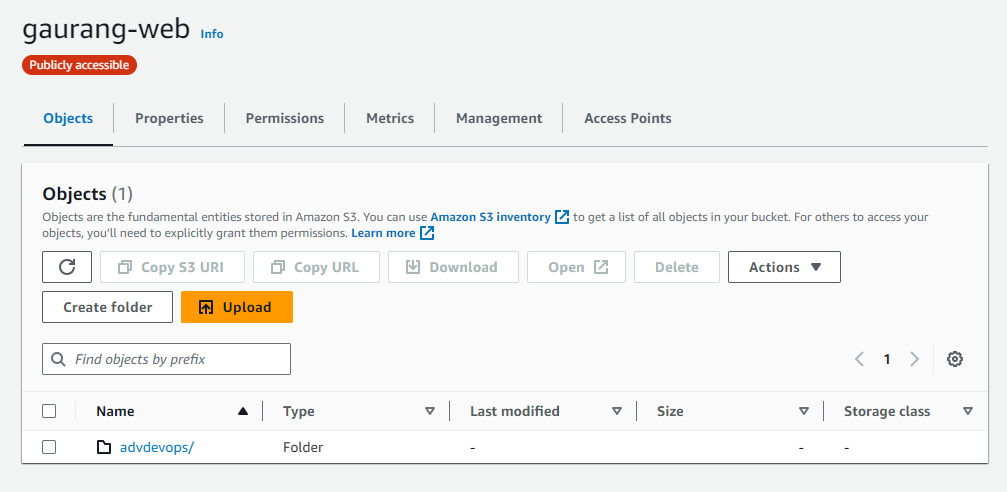 gaurang-web Info
Publicly accessible
Objects Properties Permissions Metrics Management Access Points
Objects (1)
Objects are the fundamental entities stored in Amazon S3. You can use Amazon S3 inventory to get a list of all objects in your bucket. For others to access your
objects, you'll need to explicitly grant them permissions. Learn more
Copy S3 URI Copy URL Download Open Delete Actions
Create folder Upload
Find objects by prefix 1
Name Type Last modified Size Storage class
advdevops/ Folder - - -